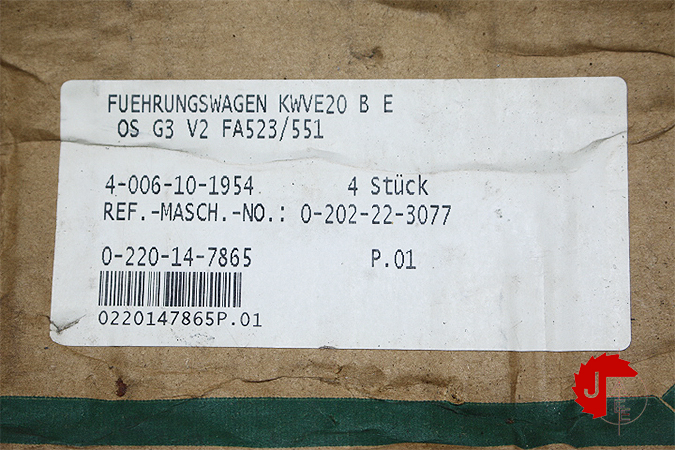 FUEHRUNGSWAGEN KWVE20 B E
OS G3 V2 FA523/551
4-006-10-1954 4 Stück
REF.-MASCH.-NO.: 0-202-22-3077
0-220-14-7865 P.01
0220147865P.01
J